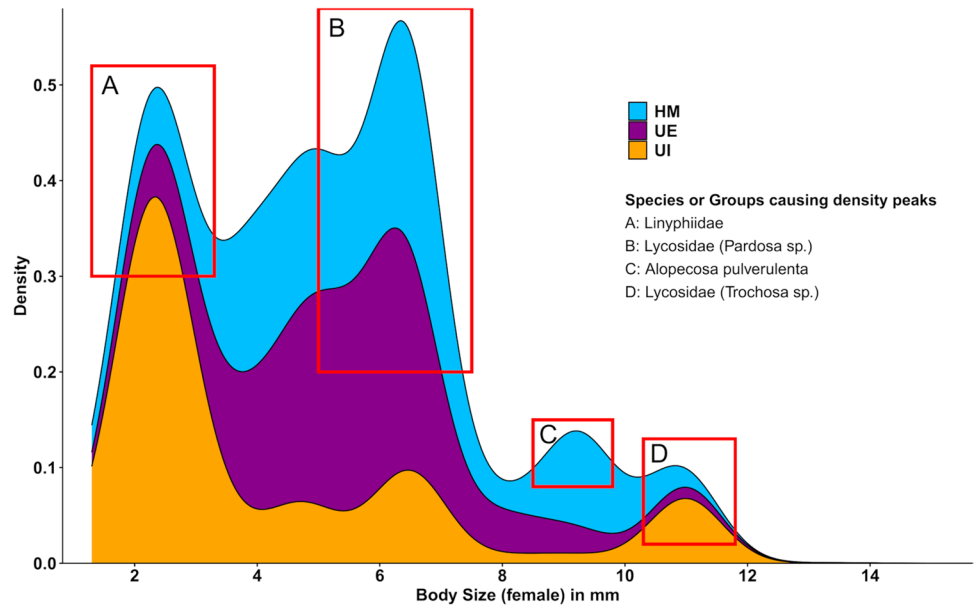 A
B
C
D
HM
UE
UI
Species or Groups causing density peaks
A: Linyphiidae
B: Lycosidae (Pardosa sp.)
C: Alopecosa pulverulenta
D: Lycosidae (Trochosa sp.)
Density
0.5
0.4
0.3
0.2
0.1
0.0
2 4 6 8 10 12 14
Body Size (female) in mm